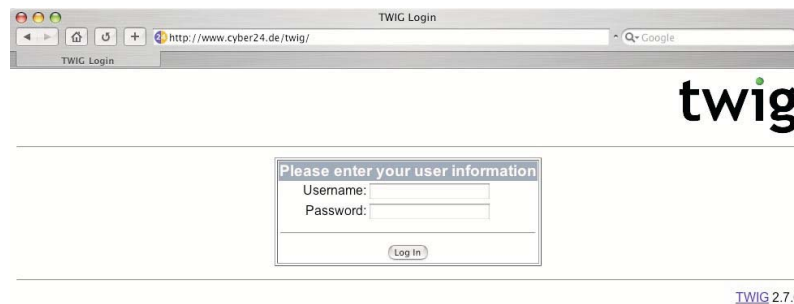 TWIG Login
http://www.cyber24.de/twig/
Google
TWIG Login
twig
Please enter your user information
Username:
Password:
Log In
TWIG 2.7.